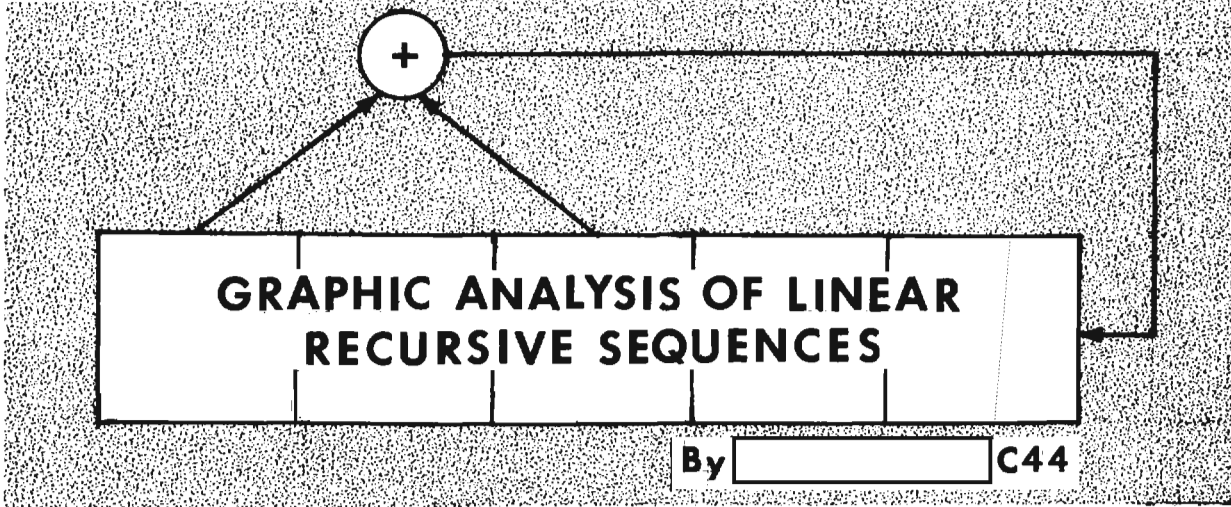 +
GRAPHIC ANALYSIS OF LINEAR
RECURSIVE SEQUENCES
By C44